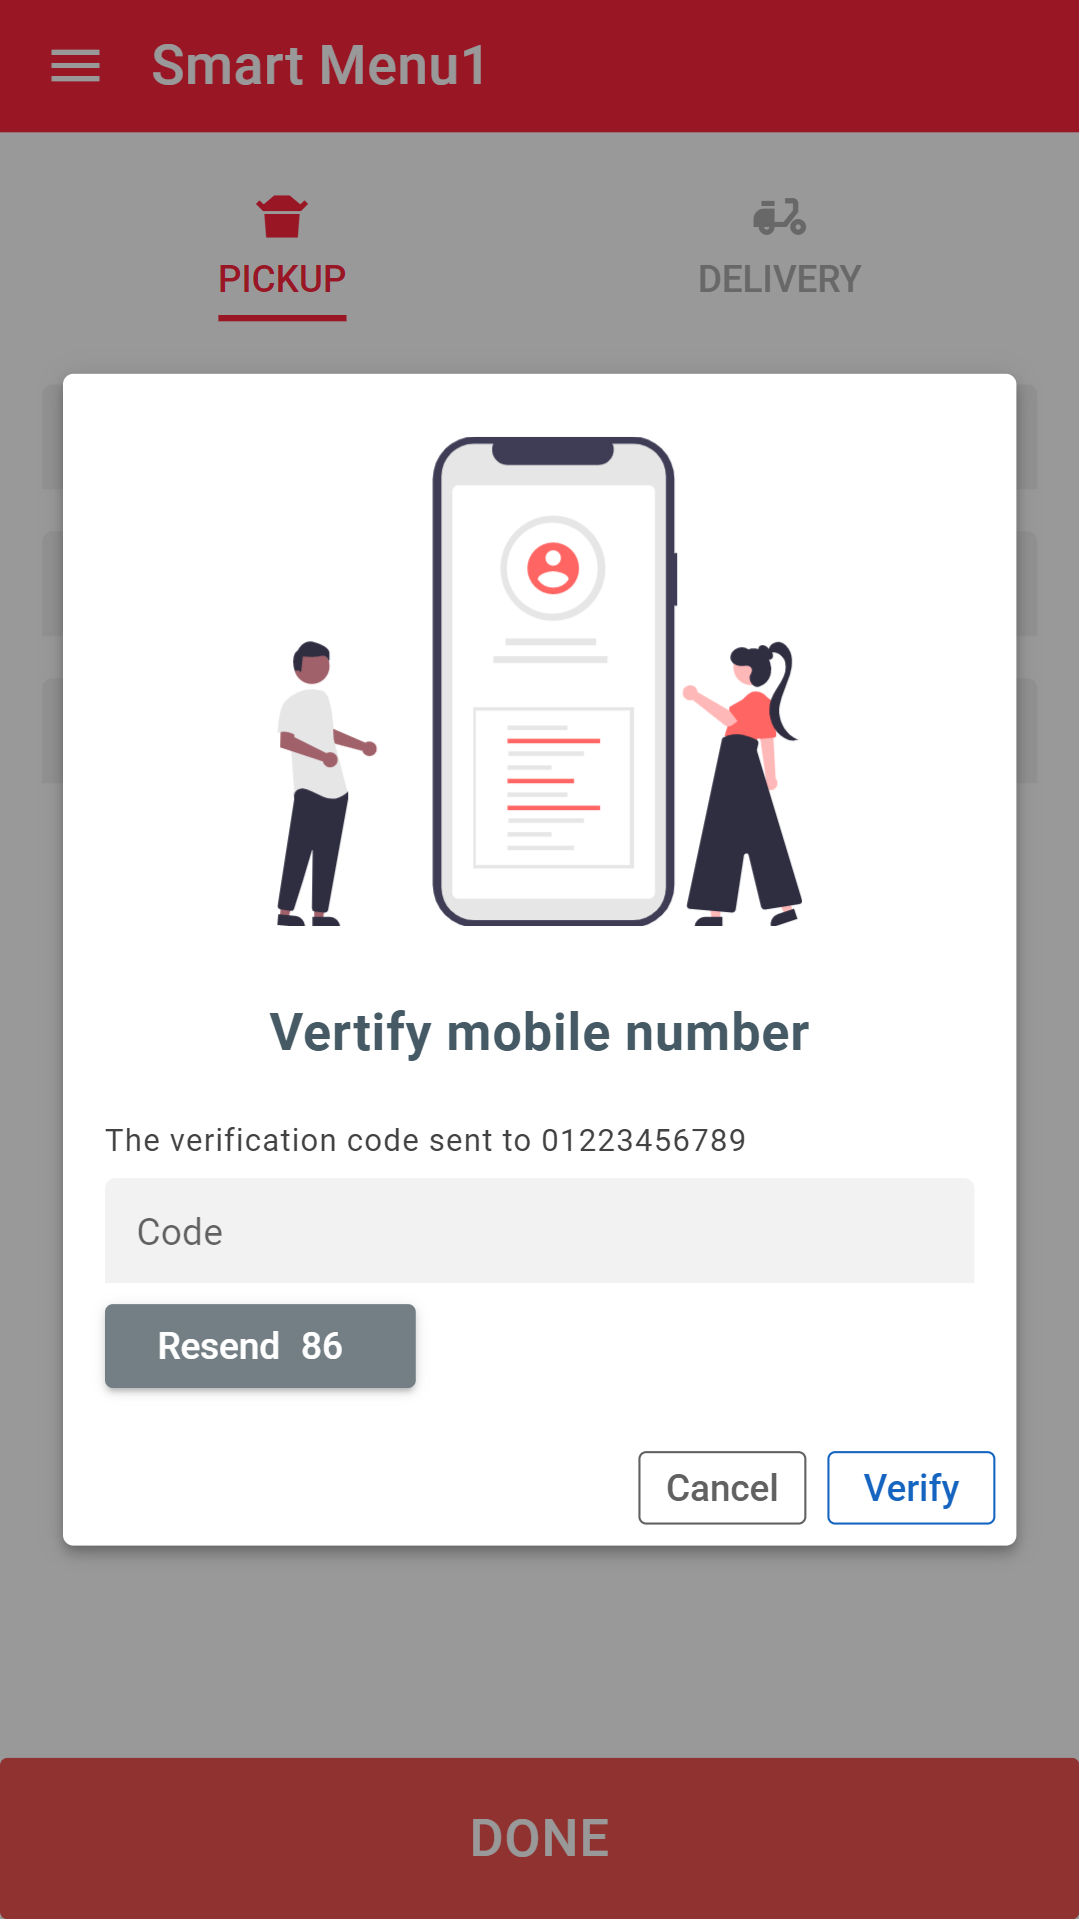 Smart Menu1
PICKUP
DELIVERY
Vertify mobile number
The verification code sent to 01223456789
Code
Resend 86
Cancel
Verify
DONE